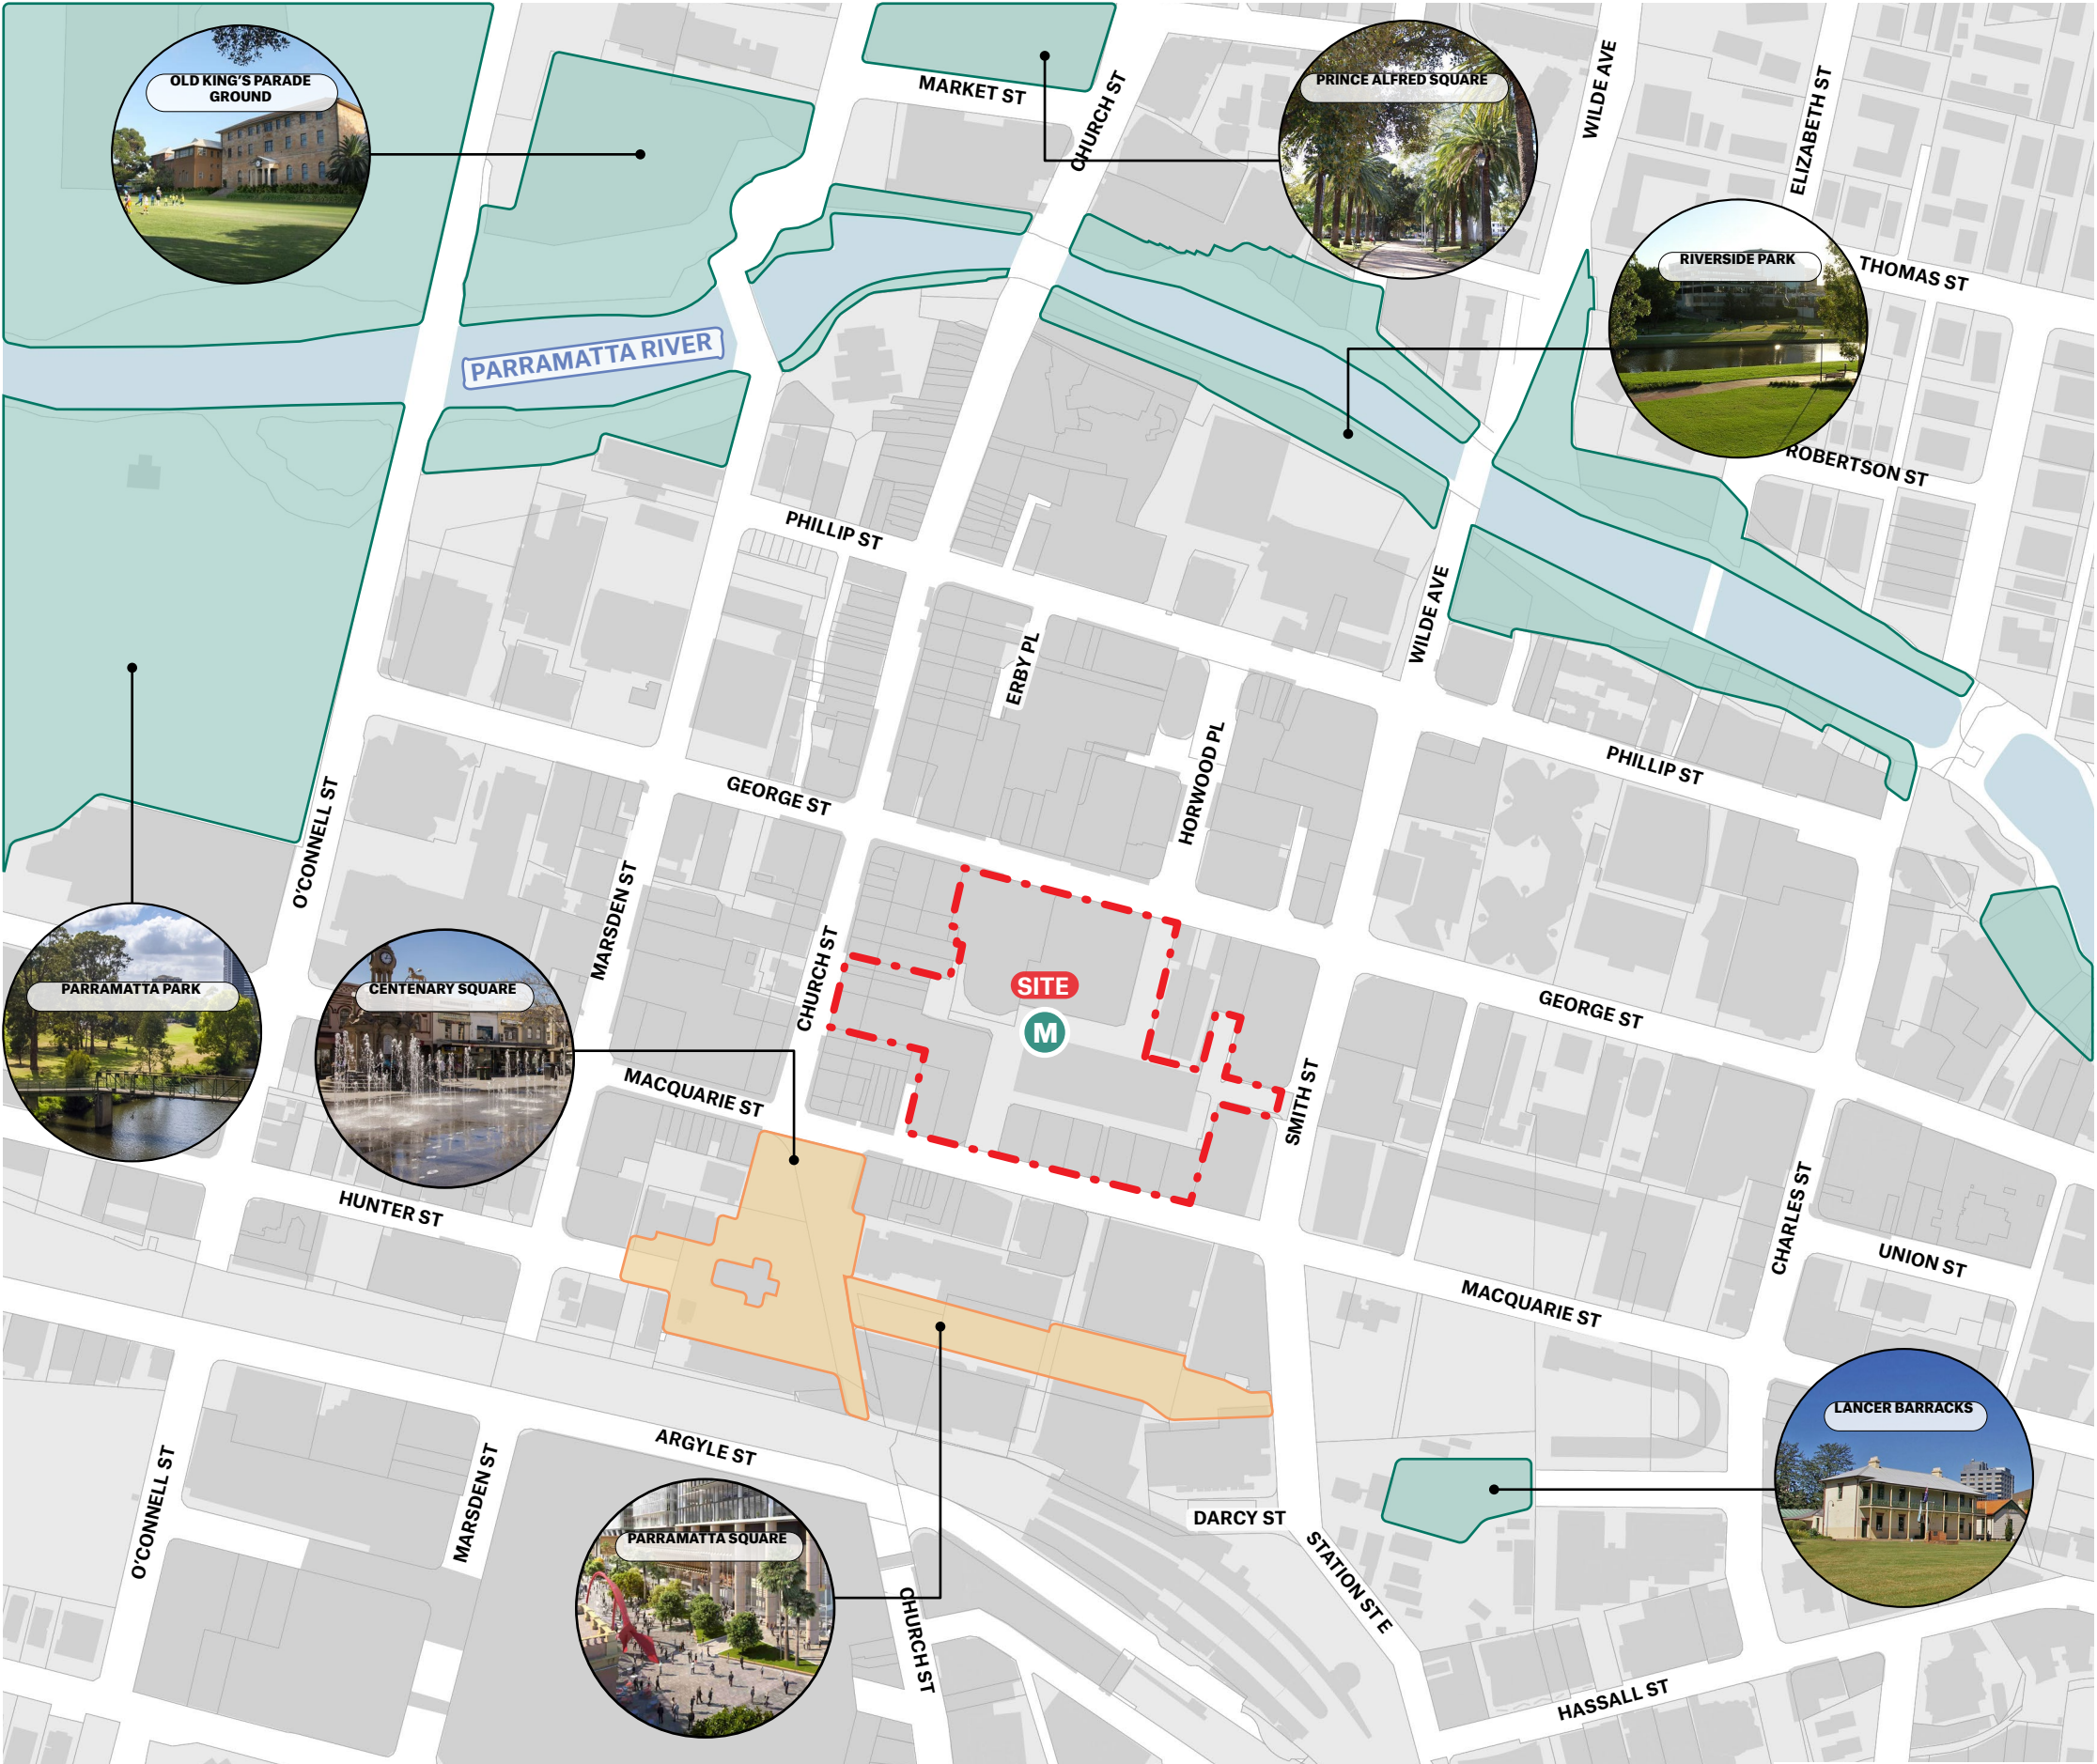 OLD KING'S PARADE
GROUND
MARKET ST
CHURCH ST
PRINCE ALFRED SQUARE
WILDE AVE
ELIZABETH ST
RIVERSIDE PARK
THOMAS ST
PARRAMATTA RIVER
ROBERTSON ST
PHILLIP ST
WILDE AVE
ERBY PL
HORWOOD PL
PHILLIP ST
GEORGE ST
O'CONNELL ST
MARSDEN ST
CHURCH ST
PARRAMATTA PARK
CENTENARY SQUARE
SITE
M
GEORGE ST
MACQUARIE ST
SMITH ST
HUNTER ST
CHARLES ST
UNION ST
MACQUARIE ST
LANCER BARRACKS
ARGYLE ST
O'CONNELL ST
MARSDEN ST
DARCY ST
PARRAMATTA SQUARE
STATION ST E
CHURCH ST
HASSALL ST